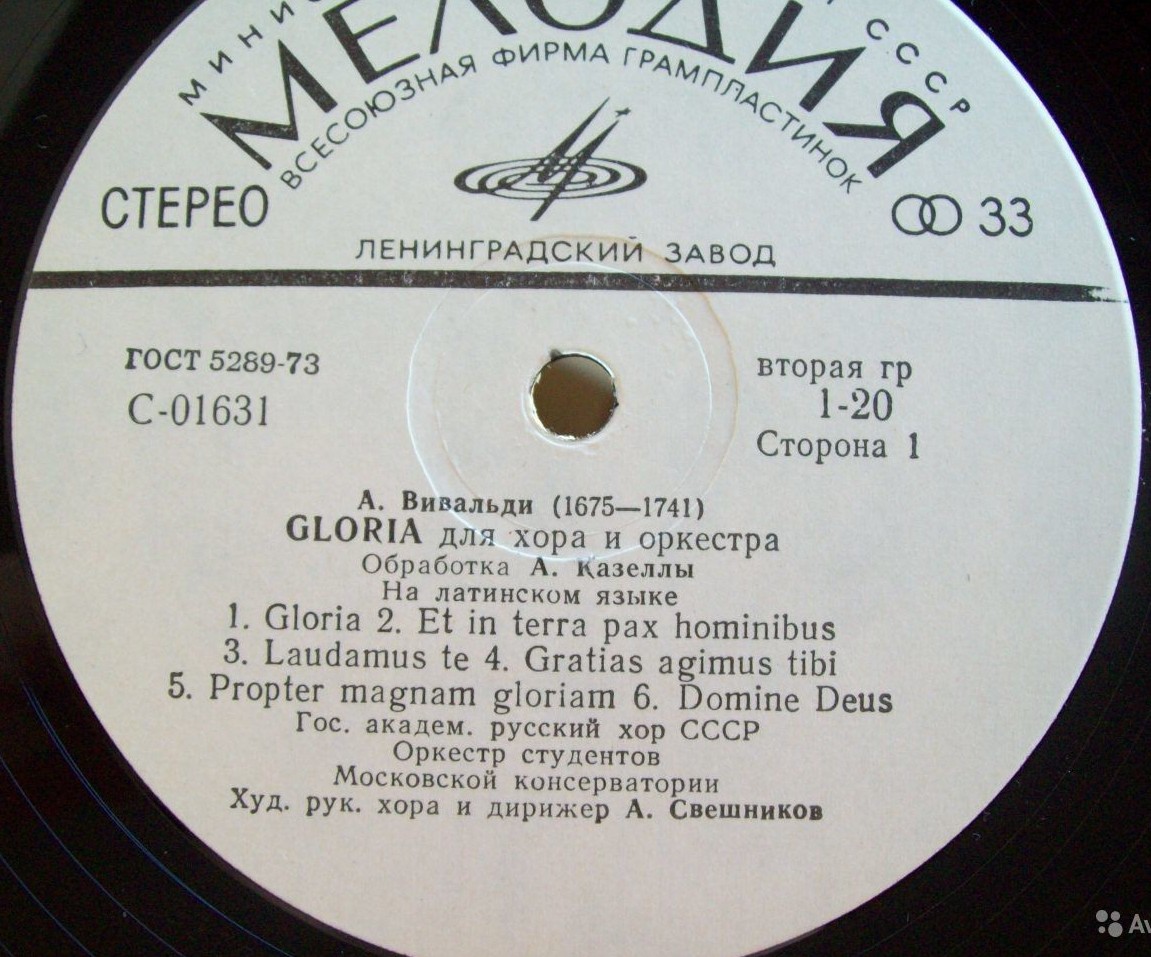 МЕЛОДИЯ
СССР
ВСЕСОЮЗНАЯ ФИРМА ГРАМПЛАСТИНОК
СТЕРЕО
33
ЛЕНИНГРАДСКИЙ ЗАВОД
ГОСТ 5289-73
С-01631
вторая гр
1-20
Сторона 1
А. Вивальди (1675—1741)
GLORIA для хора и оркестра
Обработка А. Казеллы
На латинском языке
1. Gloria 2. Et in terra pax hominibus
3. Laudamus te 4. Gratias agimus tibi
5. Propter magnam gloriam 6. Domine Deus
Гос. академ. русский хор СССР
Оркестр студентов
Московской консерватории
Худ. рук. хора и дирижер А. Свешников